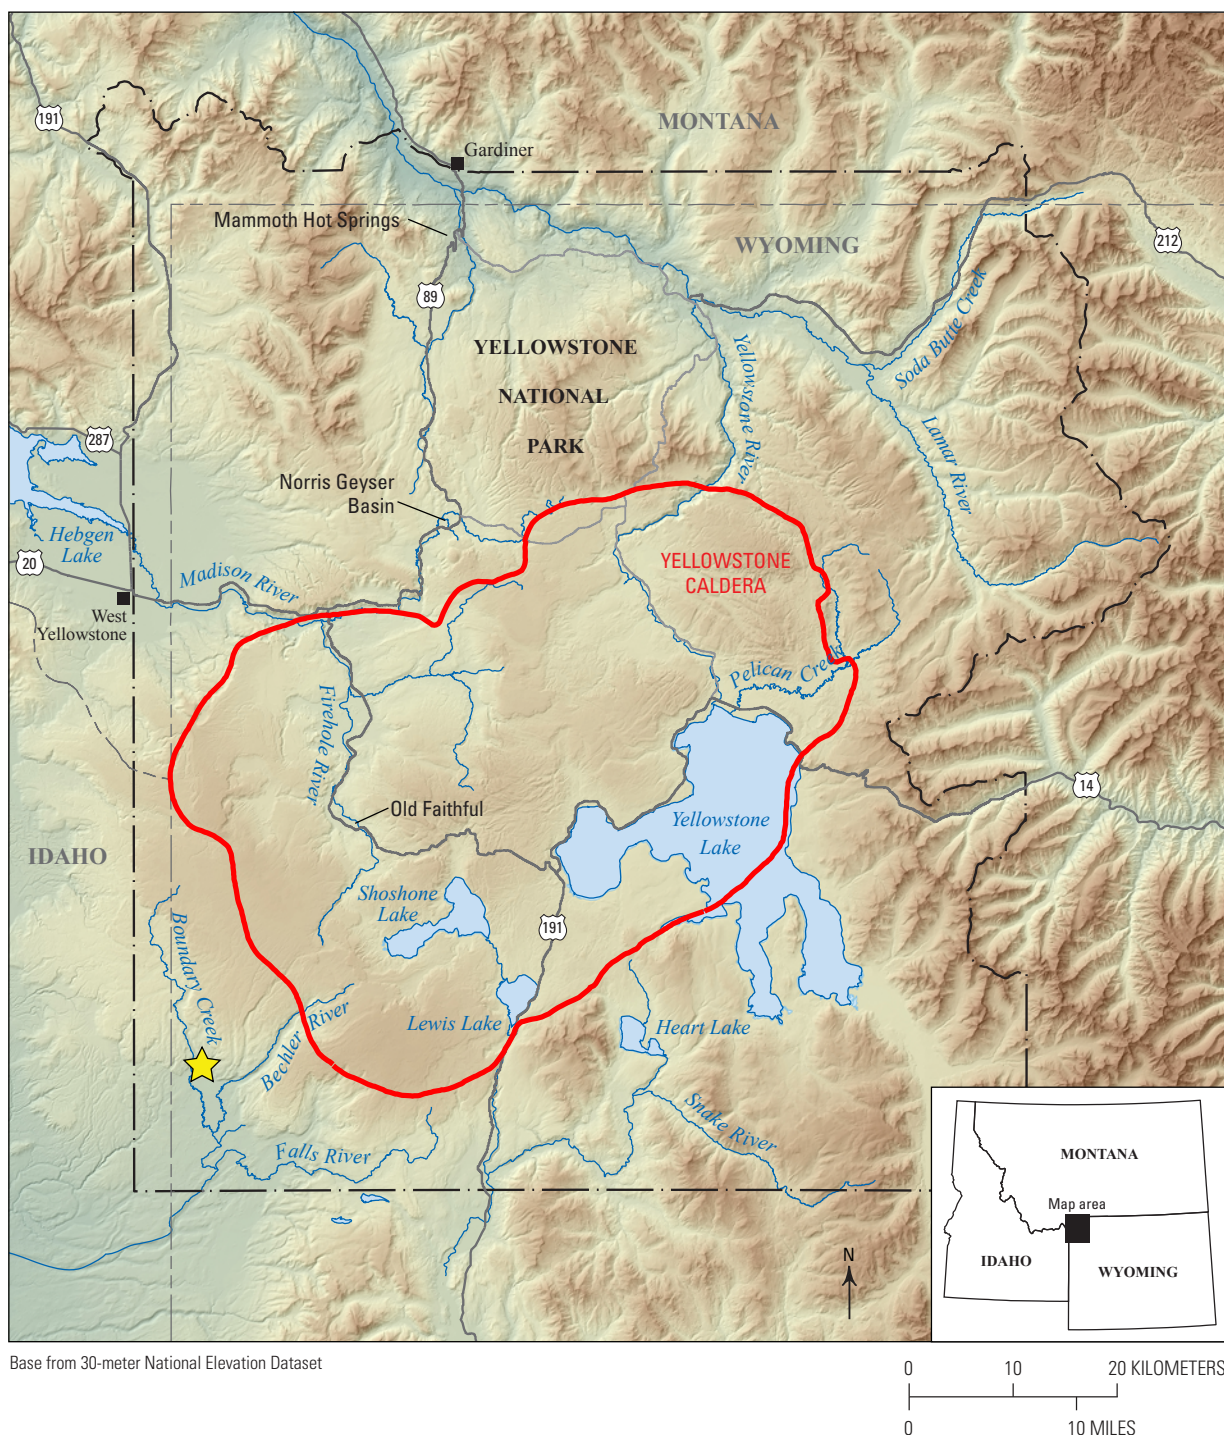 191
MONTANA
Gardiner
Mammoth Hot Springs
WYOMING
212
89
Soda Butte Creek
YELLOWSTONE
NATIONAL
PARK
Yellowstone
River
Lamar River
287
Norris Geyser
Basin
Hebgen
Lake
20
YELLOWSTONE
CALDERA
Madison River
West
Yellowstone
Pelican Creek
Firehole River
14
Old Faithful
Yellowstone
Lake
IDAHO
Shoshone
Lake
191
Boundary Creek
Bechler River
Lewis Lake
Heart Lake
Snake River
Falls River
MONTANA
Map area
IDAHO
WYOMING
N
Base from 30-meter National Elevation Dataset
0 10 20 KILOMETERS
0 10 MILES